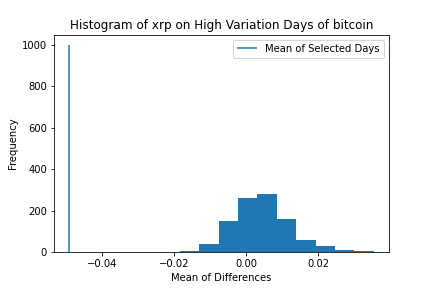 Histogram of xrp on High Variation Days of bitcoin
Mean of Selected Days
Frequency
1000
800
600
400
200
0
−0.04
−0.02
0.00
0.02
Mean of Differences